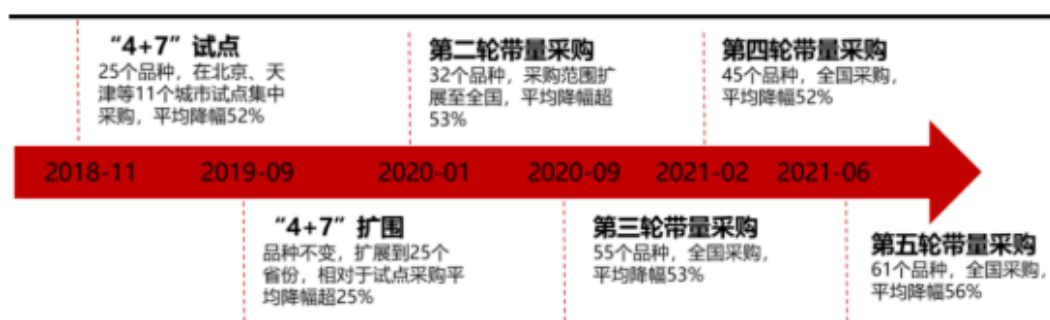 “4+7”试点
25个品种，在北京、天
津等11个城市试点集中
采购，平均降幅52%
第二轮带量采购
32个品种，采购范围扩
展至全国，平均降幅超
53%
第四轮带量采购
45个品种，全国采购，
平均降幅52%
2018-11 2019-09 2020-01 2020-09 2021-02 2021-06
“4+7”扩围
品种不变，扩展到25个
省份，相对于试点采购平
均降幅超25%
第三轮带量采购
55个品种，全国采购，
平均降幅53%
第五轮带量采购
61个品种，全国采购，
平均降幅56%